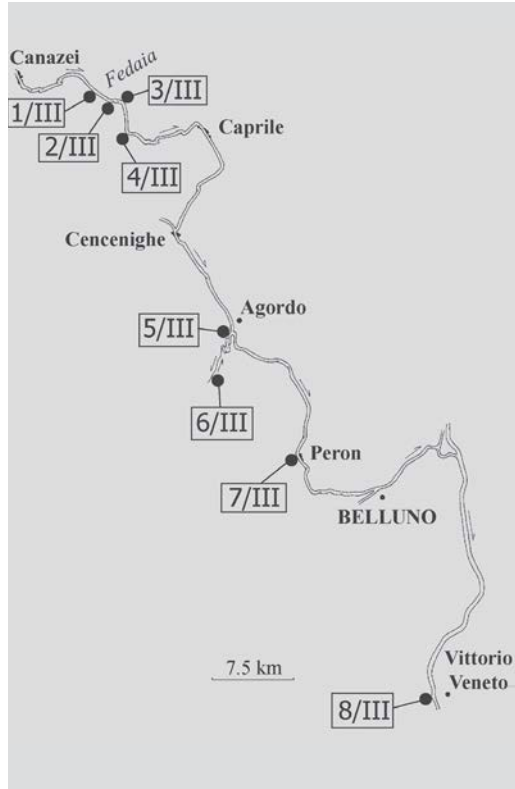 Canazei
Fedaia
1/III
3/III
2/III
4/III
Caprile
Cencenighe
Agordo
5/III
6/III
Peron
7/III
BELLUNO
7.5 km
Vittorio
Veneto
8/III